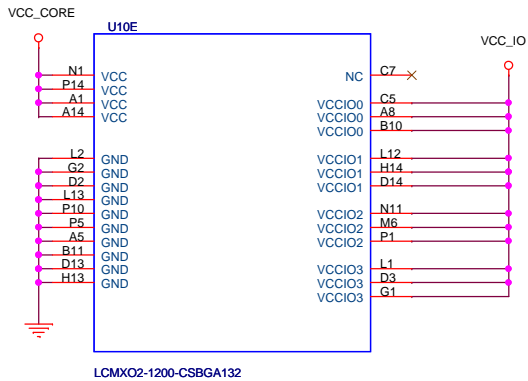 VCC_CORE
U10E
VCC_IO
N1 VCC
P14 VCC
A1 VCC
A14 VCC
L2 GND
G2 GND
D2 GND
L13 GND
P10 GND
P5 GND
A5 GND
B11 GND
D13 GND
H13 GND
NC C7
VCCIO0 C5
VCCIO0 A8
VCCIO0 B10
VCCIO1 L12
VCCIO1 H14
VCCIO1 D14
VCCIO2 N11
VCCIO2 M6
VCCIO2 P1
VCCIO3 L1
VCCIO3 D3
VCCIO3 G1
LCMXO2-1200-CSBGA132